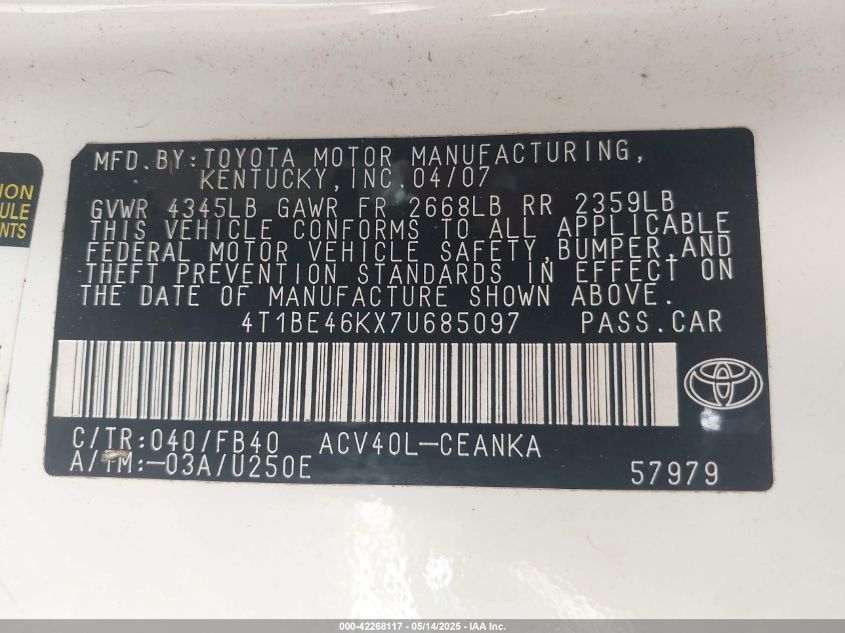 ION
ULE
NTS
MFD.BY:TOYOTA MOTOR MANUFACTURING,
KENTUCKY,INC.04/07
GVWR 4345LB GAWR FR 2668LB RR 2359LB
THIS VEHICLE CONFORMS TO ALL APPLICABLE
FEDERAL MOTOR VEHICLE SAFETY,BUMPER,AND
THEFT PREVENTION STANDARDS IN EFFECT ON
THE DATE OF MANUFACTURE SHOWN ABOVE.
4T1BE46KX7U685097 PASS.CAR
C/TR:040/FB40 ACV40L-CEANKA
A/TM:-03A/U250E 57979
000-42268117 - 05/14/2025 - IAA Inc.